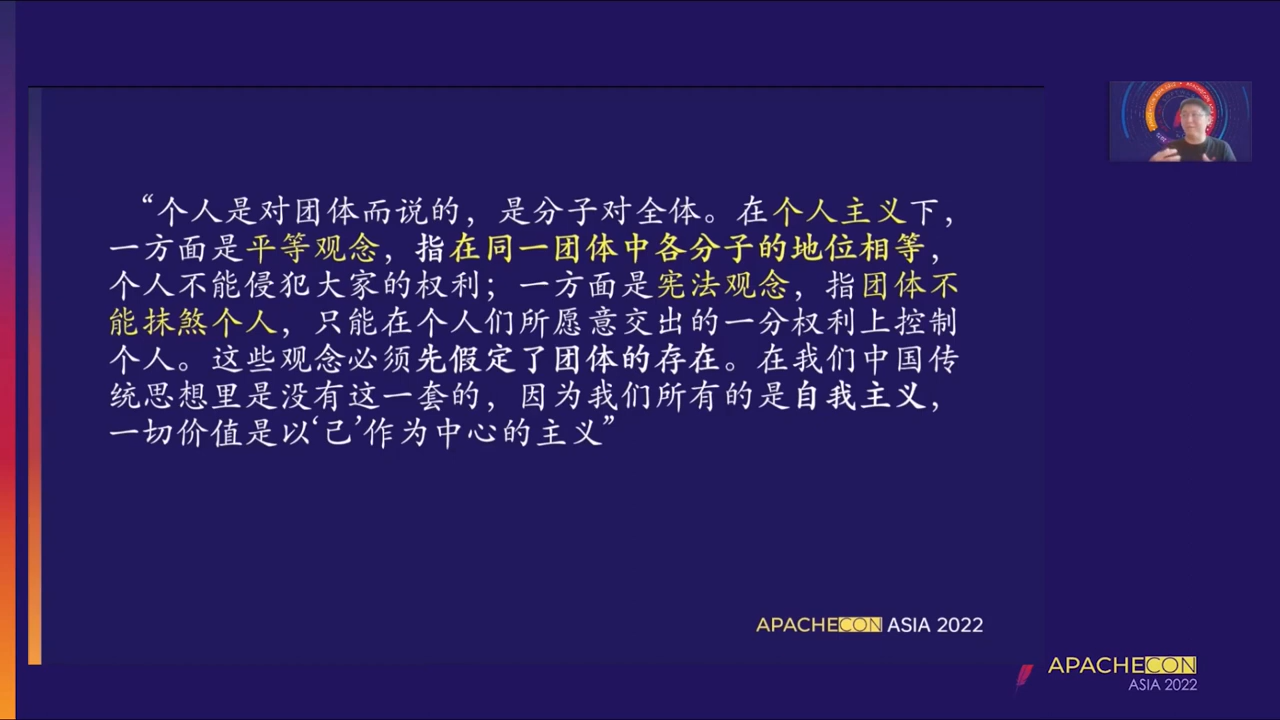 “个人是对团体而说的，是分子对全体。在个人主义下，
一方面是平等观念，指在同一团体中各分子的地位相等，
个人不能侵犯大家的权利；一方面是宪法观念，指团体不
能抹煞个人，只能在个人们所愿意交出的一分权利上控制
个人。这些观念必须先假定了团体的存在。在我们中国传
统思想里是没有这一套的，因为我们所有的是自我主义，
一切价值是以‘己’作为中心的主义”
APACHECON ASIA 2022
APACHECON
ASIA 2022